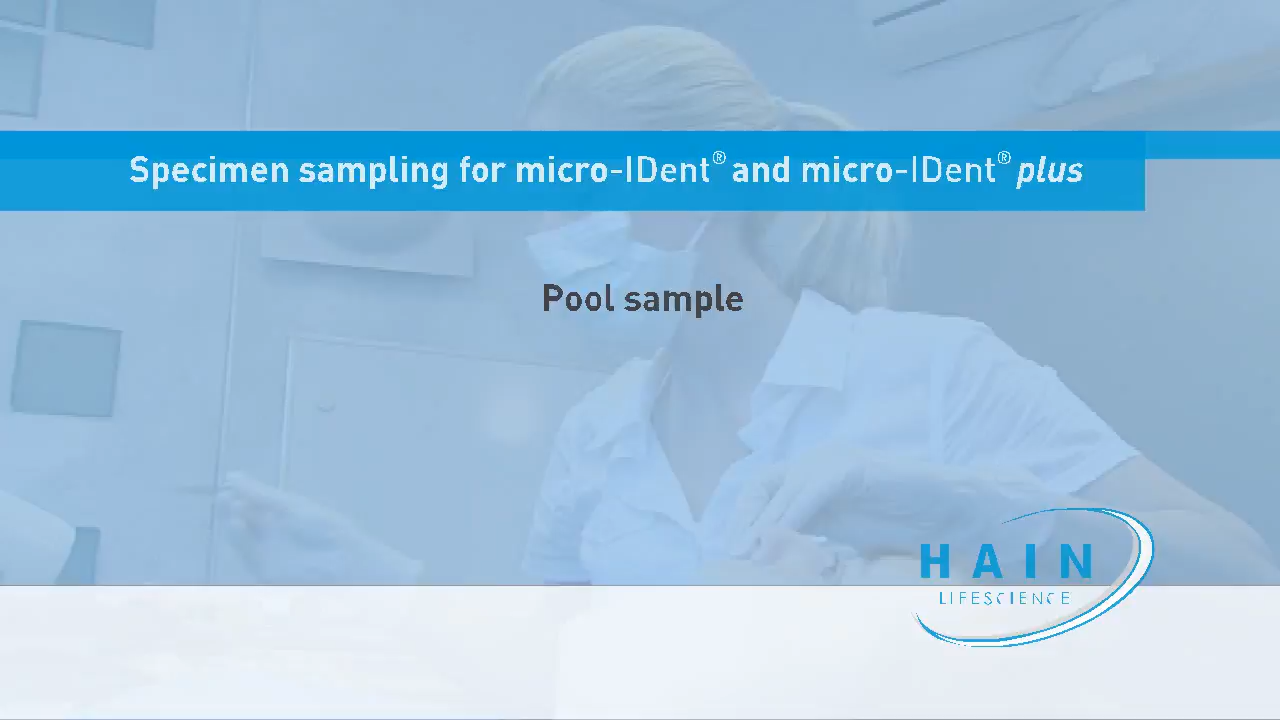 Specimen sampling for micro-IDent® and micro-IDent® plus
Pool sample
HAIN
LIFESCIENCE